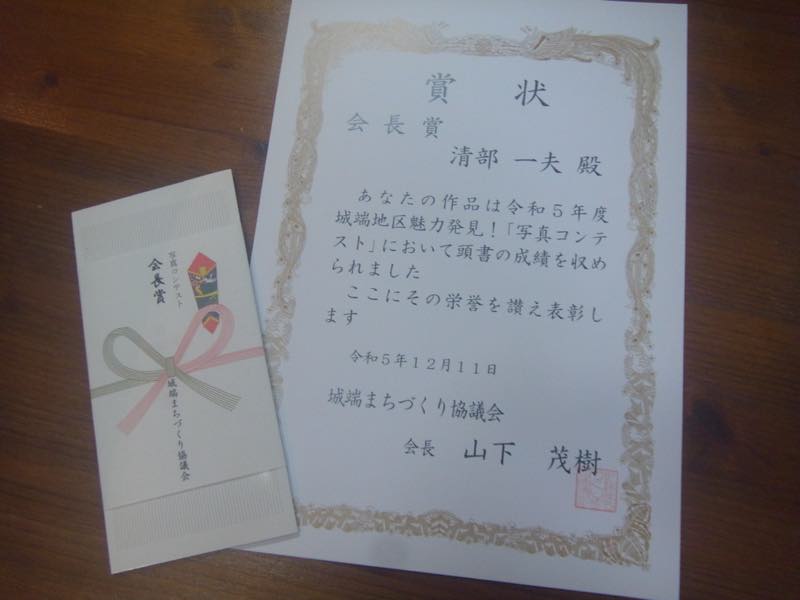 賞状
会長賞
清部 一夫 殿
あなたの作品は令和5年度
城端地区魅力発見!「写真コンテ
スト」において頭書の成績を収め
られました
ここにその栄誉を讃え表彰し
ます
令和5年12月11日
城端まちづくり協議会
会長 山下 茂樹
写真コンテスト
会長賞
城端まちづくり協議会